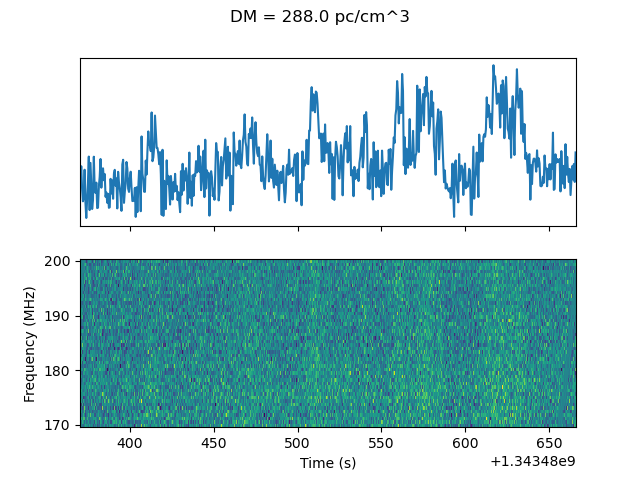 DM = 288.0 pc/cm^3
200
190
180
170
Frequency (MHz)
400 450 500 550 600 650
Time (s)
+1.34348e9